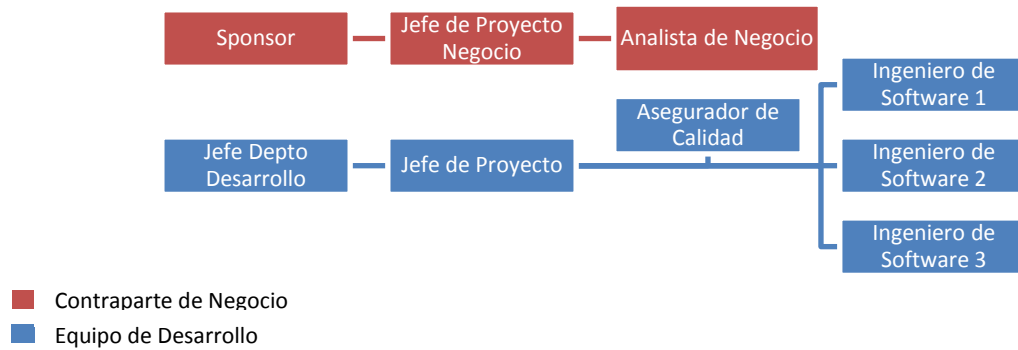 Sponsor
Jefe de Proyecto
Negocio
Analista de Negocio
Ingeniero de
Software 1
Asegurador de
Calidad
Jefe Depto
Desarrollo
Jefe de Proyecto
Ingeniero de
Software 2
Ingeniero de
Software 3
Contraparte de Negocio
Equipo de Desarrollo